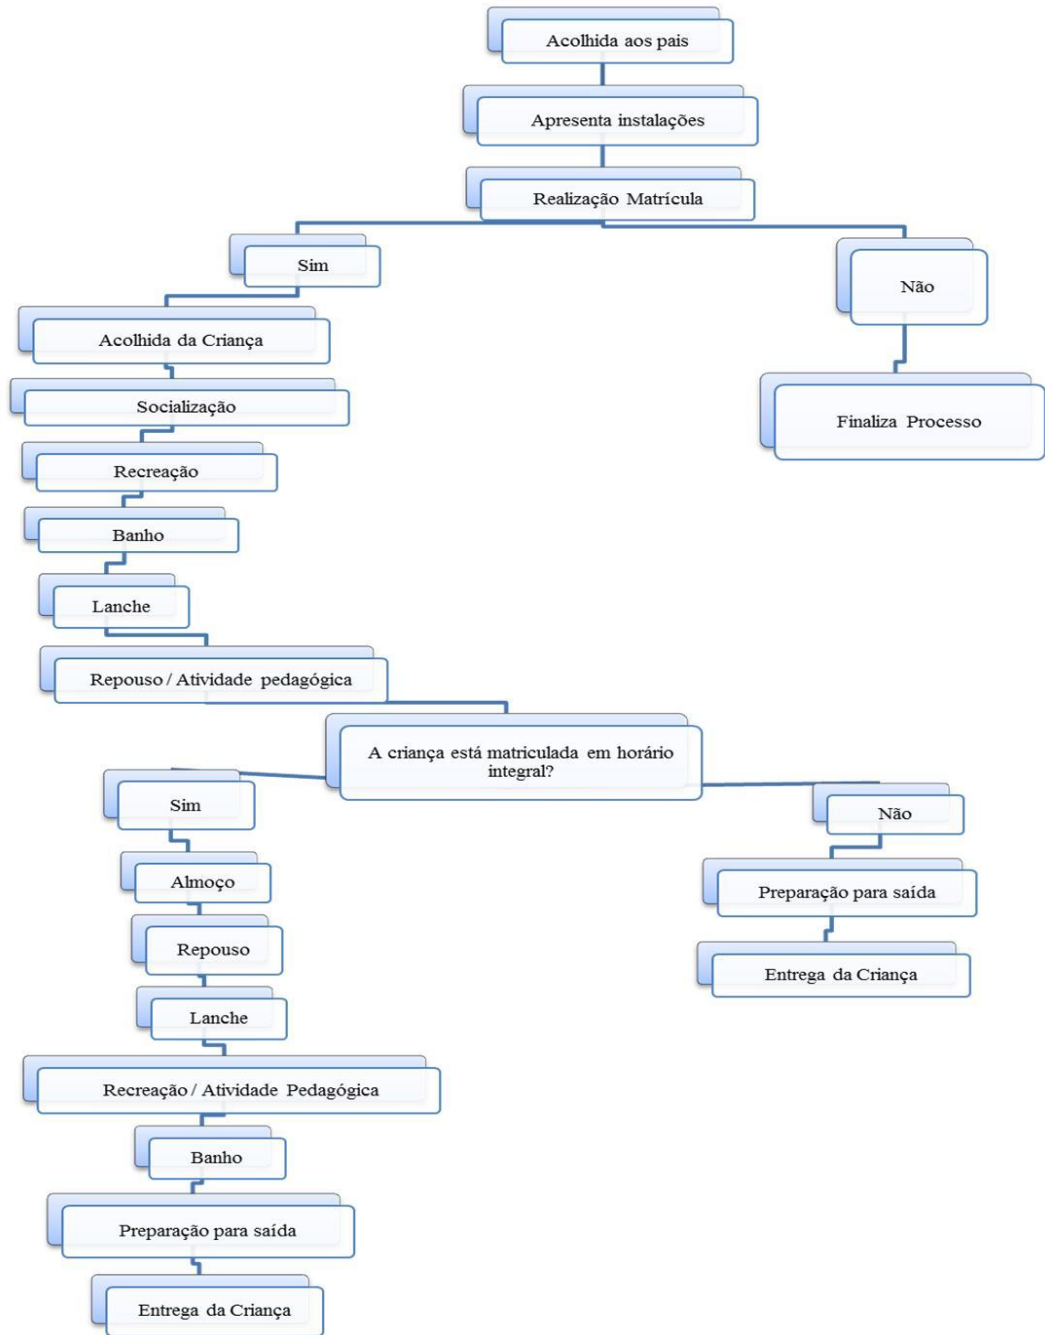 Acolhida aos pais
Apresenta instalações
Realização Matrícula
Sim
Não
Acolhida da Criança
Socialização
Finaliza Processo
Recreação
Banho
Lanche
Repouso / Atividade pedagógica
A criança está matriculada em horário
integral?
Sim
Não
Almoço
Preparação para saída
Repouso
Entrega da Criança
Lanche
Recreação / Atividade Pedagógica
Banho
Preparação para saída
Entrega da Criança